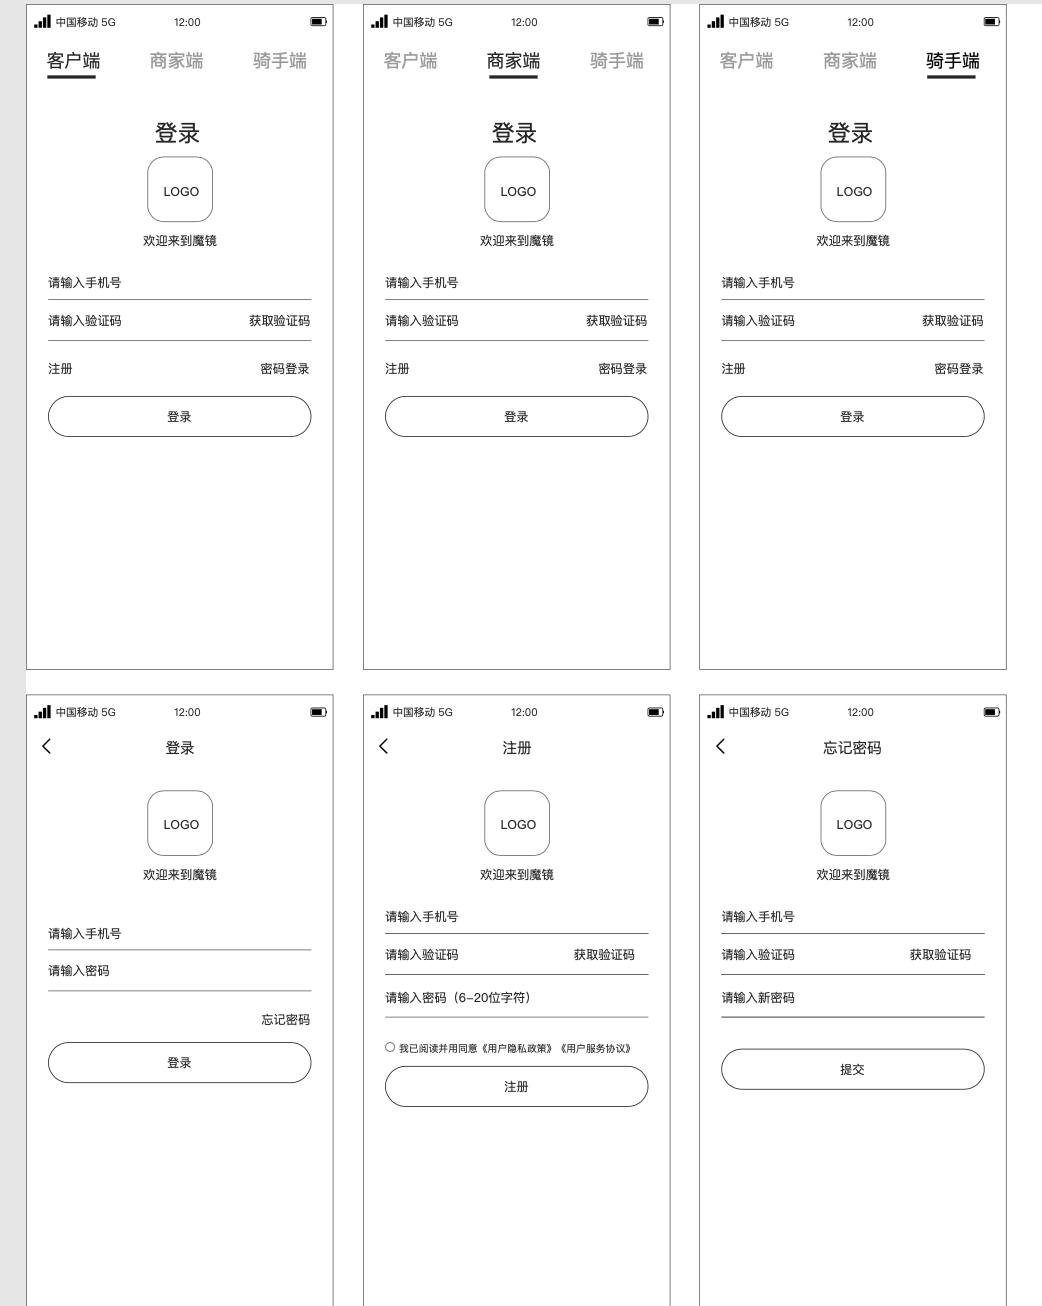 中国移动 5G 12:00
客户端 商家端 骑手端
登录
LOGO
欢迎来到魔镜
请输入手机号
请输入验证码 获取验证码
注册 密码登录
登录
中国移动 5G 12:00
客户端 商家端 骑手端
登录
LOGO
欢迎来到魔镜
请输入手机号
请输入验证码 获取验证码
注册 密码登录
登录
中国移动 5G 12:00
客户端 商家端 骑手端
登录
LOGO
欢迎来到魔镜
请输入手机号
请输入验证码 获取验证码
注册 密码登录
登录
中国移动 5G 12:00
登录
LOGO
欢迎来到魔镜
请输入手机号
请输入密码
忘记密码
登录
中国移动 5G 12:00
注册
LOGO
欢迎来到魔镜
请输入手机号
请输入验证码 获取验证码
请输入密码（6-20位字符）
我已阅读并用同意《用户隐私政策》《用户服务协议》
注册
中国移动 5G 12:00
忘记密码
LOGO
欢迎来到魔镜
请输入手机号
请输入验证码 获取验证码
请输入新密码
提交